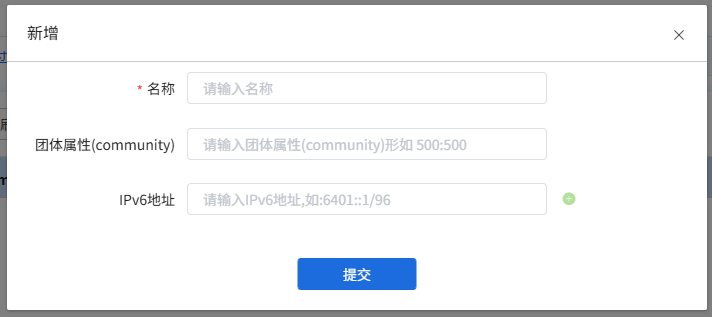 新增
* 名称
请输入名称
团体属性(community)
请输入团体属性(community)形如 500:500
IPv6地址
请输入IPv6地址,如:6401::1/96
提交